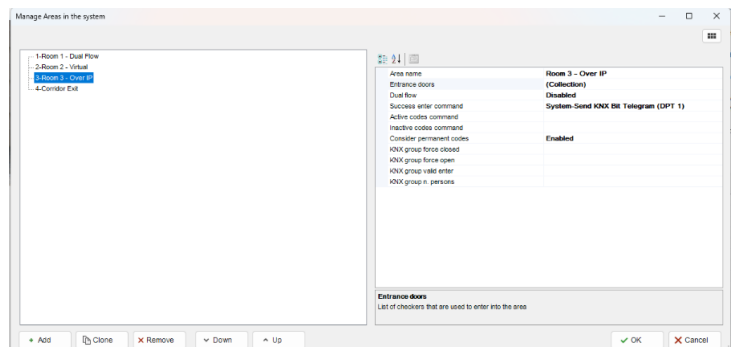 Manage Areas in the system
1-Room 1 - Dual Flow
2-Room 2 - Virtual
3-Room 3 - Over IP
4-Corridor Exit
Area name Room 3 - Over IP
Entrance doors (Collection)
Dual flow Disabled
Success enter command System-Send KNX Bit Telegram (DPT 1)
Active codes command
Inactive codes command
Consider permanent codes Enabled
KNX group force closed
KNX group force open
KNX group valid enter
KNX group n. persons
Entrance doors
List of checkers that are used to enter into the area
+ Add Clone Remove Down Up OK Cancel